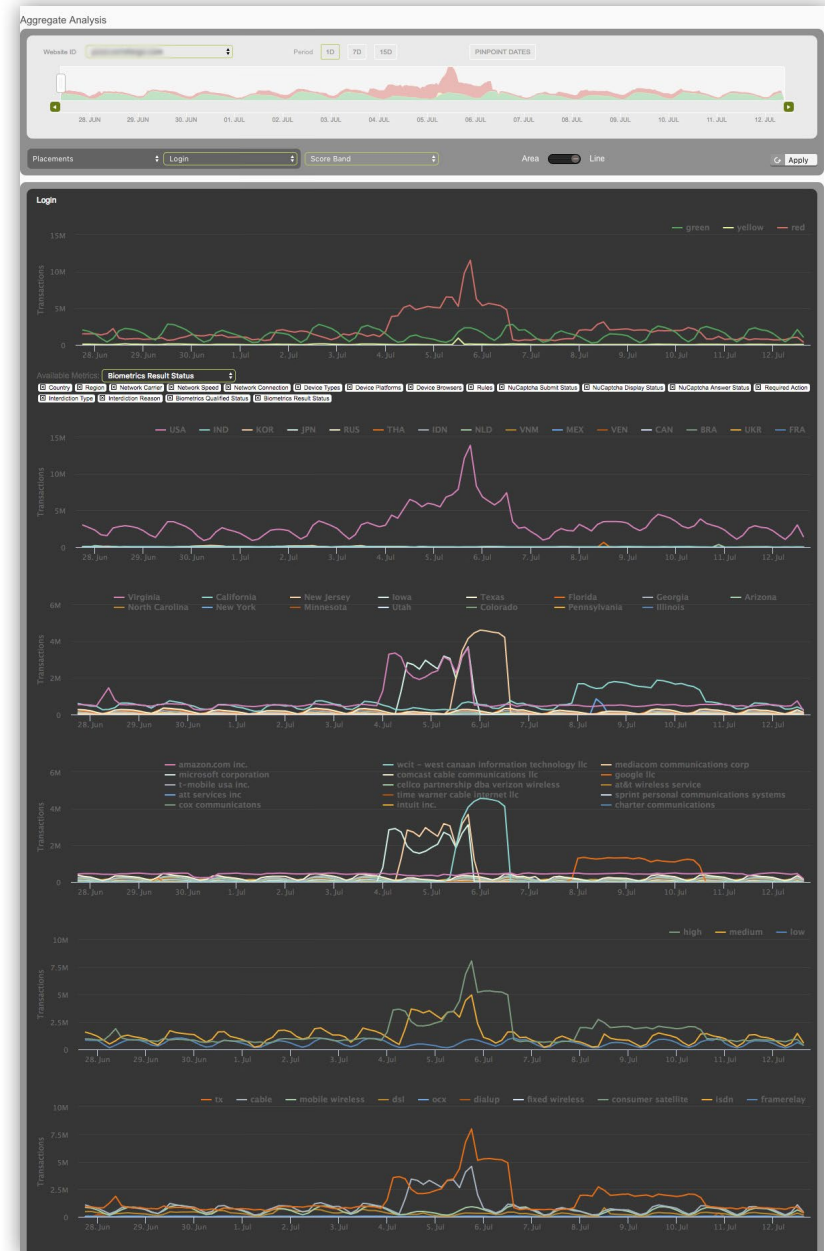 Aggregate Analysis
Website ID
Period 1D 7D 15D PINPOINT DATES
28. JUN 29. JUN 30. JUN 01. JUL 02. JUL 03. JUL 04. JUL 05. JUL 06. JUL 07. JUL 08. JUL 09. JUL 10. JUL 11. JUL 12. JUL
Placements Login Score Band Area Line Apply
Login
green yellow red
15M
10M
5M
0
Transactions
28. Jun 29. Jun 30. Jun 1. Jul 2. Jul 3. Jul 4. Jul 5. Jul 6. Jul 7. Jul 8. Jul 9. Jul 10. Jul 11. Jul 12. Jul
Available Metrics: Biometrics Result Status
Country Region Network Carrier Network Speed Network Connection Device Types Device Platforms Device Browsers Rules NuCaptcha Submit Status NuCaptcha Display Status NuCaptcha Answer Status Required Action
Interdiction Type Interdiction Reason Biometrics Qualified Status Biometrics Result Status
USA IND KOR JPN RUS THA ION NLD VNM MEX VEN CAN BRA UKR FRA
15M
10M
5M
0
Transactions
28. Jun 29. Jun 30. Jun 1. Jul 2. Jul 3. Jul 4. Jul 5. Jul 6. Jul 7. Jul 8. Jul 9. Jul 10. Jul 11. Jul 12. Jul
Virginia California New Jersey Iowa Texas Florida Georgia Arizona
North Carolina New York Minnesota Utah Colorado Pennsylvania Illinois
6M
4M
2M
0
Transactions
28. Jun 29. Jun 30. Jun 1. Jul 2. Jul 3. Jul 4. Jul 5. Jul 6. Jul 7. Jul 8. Jul 9. Jul 10. Jul 11. Jul 12. Jul
amazon.com inc. wcit - west canaan information technology llc mediacom communications corp
microsoft corporation comcast cable communications llc google llc
t-mobile usa inc. cellco partnership dba verizon wireless at&t wireless service
att services inc time warner cable internet llc sprint personal communications systems
cox communicatons intuit inc. charter communications
6M
4M
2M
0
Transactions
28. Jun 29. Jun 30. Jun 1. Jul 2. Jul 3. Jul 4. Jul 5. Jul 6. Jul 7. Jul 8. Jul 9. Jul 10. Jul 11. Jul 12. Jul
high medium low
10M
7.5M
5M
2.5M
0
Transactions
28. Jun 29. Jun 30. Jun 1. Jul 2. Jul 3. Jul 4. Jul 5. Jul 6. Jul 7. Jul 8. Jul 9. Jul 10. Jul 11. Jul 12. Jul
tx cable mobile wireless dsl ocx dialup fixed wireless consumer satellite isdn framerelay
10M
7.5M
5M
2.5M
0
Transactions
28. Jun 29. Jun 30. Jun 1. Jul 2. Jul 3. Jul 4. Jul 5. Jul 6. Jul 7. Jul 8. Jul 9. Jul 10. Jul 11. Jul 12. Jul